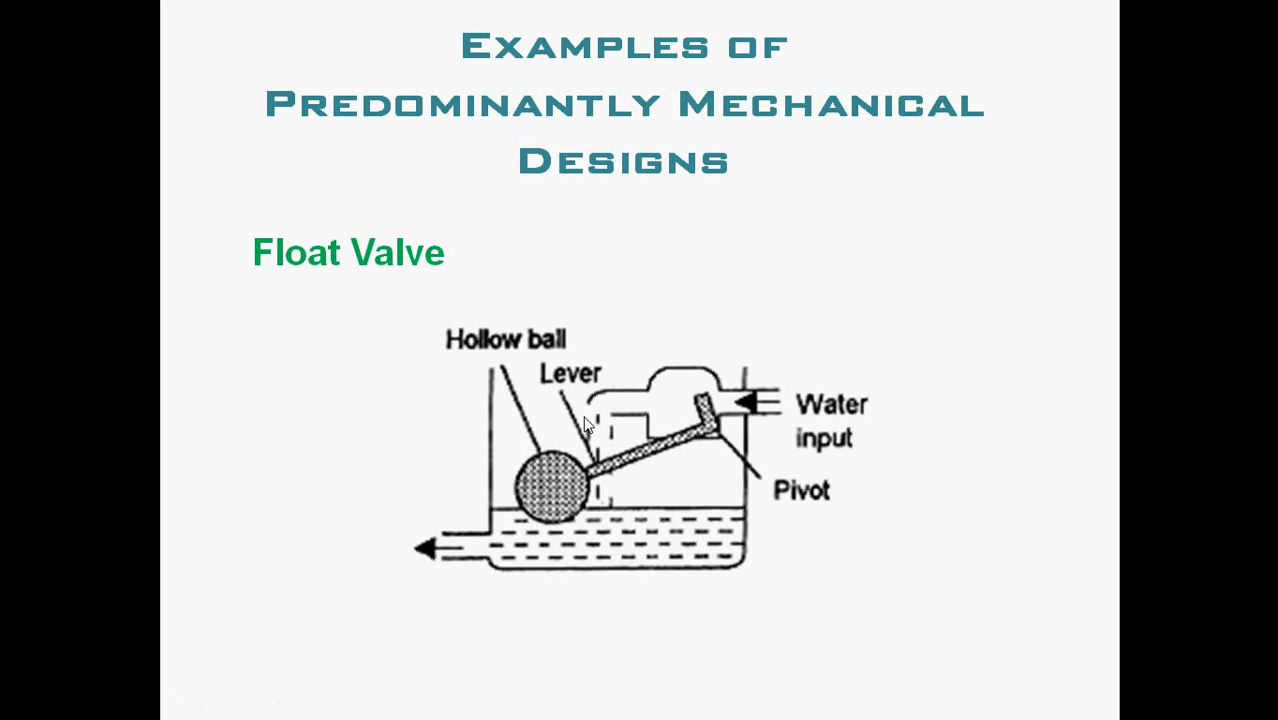 Examples of
Predominantly Mechanical
Designs
Float Valve
Hollow ball
Lever
Water
input
Pivot